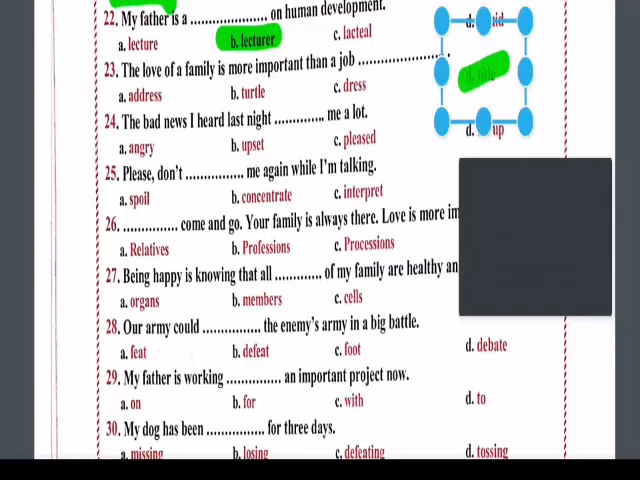 22. My father is a ........................ on human development.
a. lecture b. lecturer c. lacteal d.
23. The love of a family is more important than a job ........................
a. address b. turtle c. dress d. title
24. The bad news I heard last night ............... me a lot.
a. angry b. upset c. pleased d. up
25. Please, don't ................. me again while I'm talking.
a. spoil b. concentrate c. interpret
26. ................ come and go. Your family is always there. Love is more
a. Relatives b. Professions c. Processions
27. Being happy is knowing that all .............. of my family are healthy
a. organs b. members c. cells
28. Our army could ................. the enemy's army in a big battle.
a. feat b. defeat c. foot d. debate
29. My father is working ................ an important project now.
a. on b. for c. with d. to
30. My dog has been ................. for three days.
a. missing b. losing c. defeating d. tossing